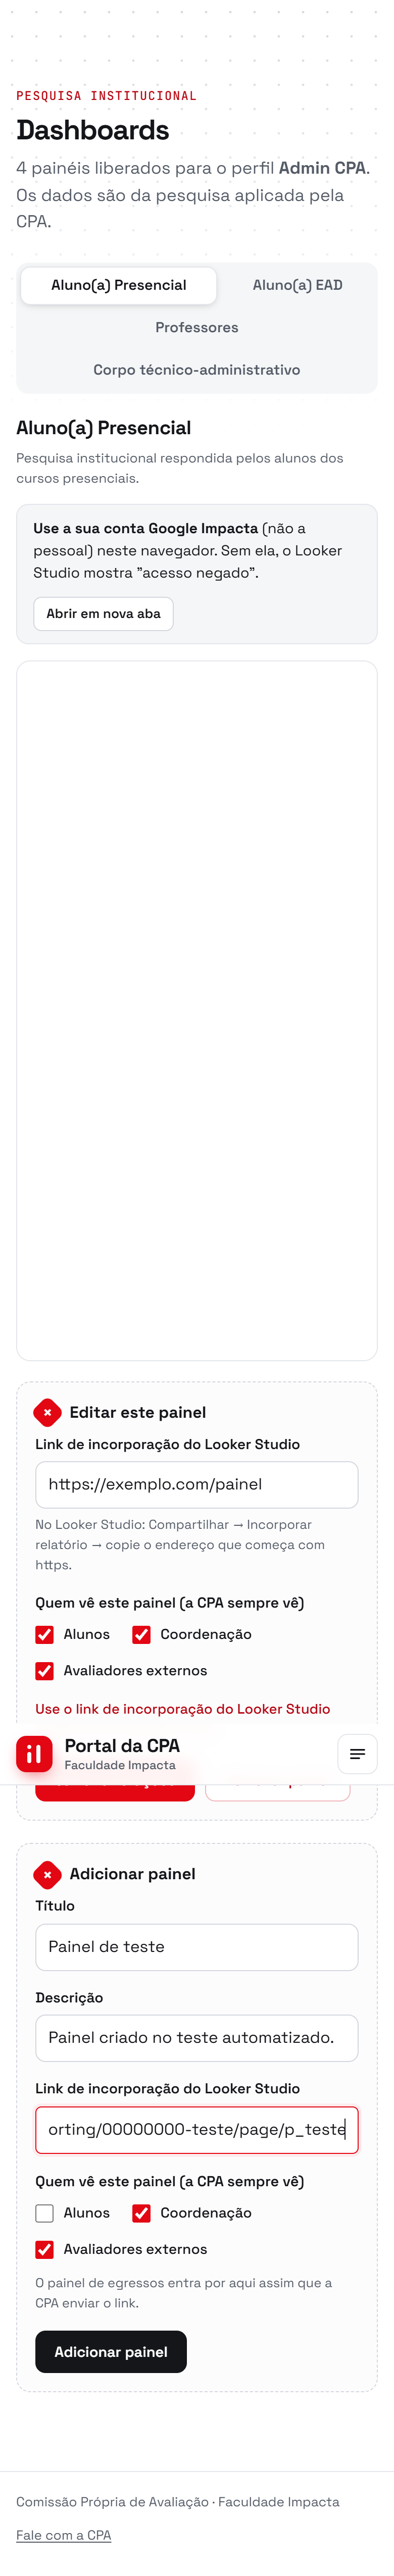 PESQUISA INSTITUCIONAL
Dashboards
4 painéis liberados para o perfil Admin CPA.
Os dados são da pesquisa aplicada pela
CPA.
Aluno(a) Presencial
Aluno(a) EAD
Professores
Corpo técnico-administrativo
Aluno(a) Presencial
Pesquisa institucional respondida pelos alunos dos
cursos presenciais.
Use a sua conta Google Impacta (não a
pessoal) neste navegador. Sem ela, o Looker
Studio mostra "acesso negado".
Abrir em nova aba
Editar este painel
Link de incorporação do Looker Studio
https://exemplo.com/painel
No Looker Studio: Compartilhar → Incorporar
relatório → copie o endereço que começa com
https.
Quem vê este painel (a CPA sempre vê)
Alunos
Coordenação
Avaliadores externos
Use o link de incorporação do Looker Studio
Portal da CPA
Faculdade Impacta
Adicionar painel
Título
Painel de teste
Descrição
Painel criado no teste automatizado.
Link de incorporação do Looker Studio
orting/00000000-teste/page/p_teste
Quem vê este painel (a CPA sempre vê)
Alunos
Coordenação
Avaliadores externos
O painel de egressos entra por aqui assim que a
CPA enviar o link.
Adicionar painel
Comissão Própria de Avaliação · Faculdade Impacta
Fale com a CPA